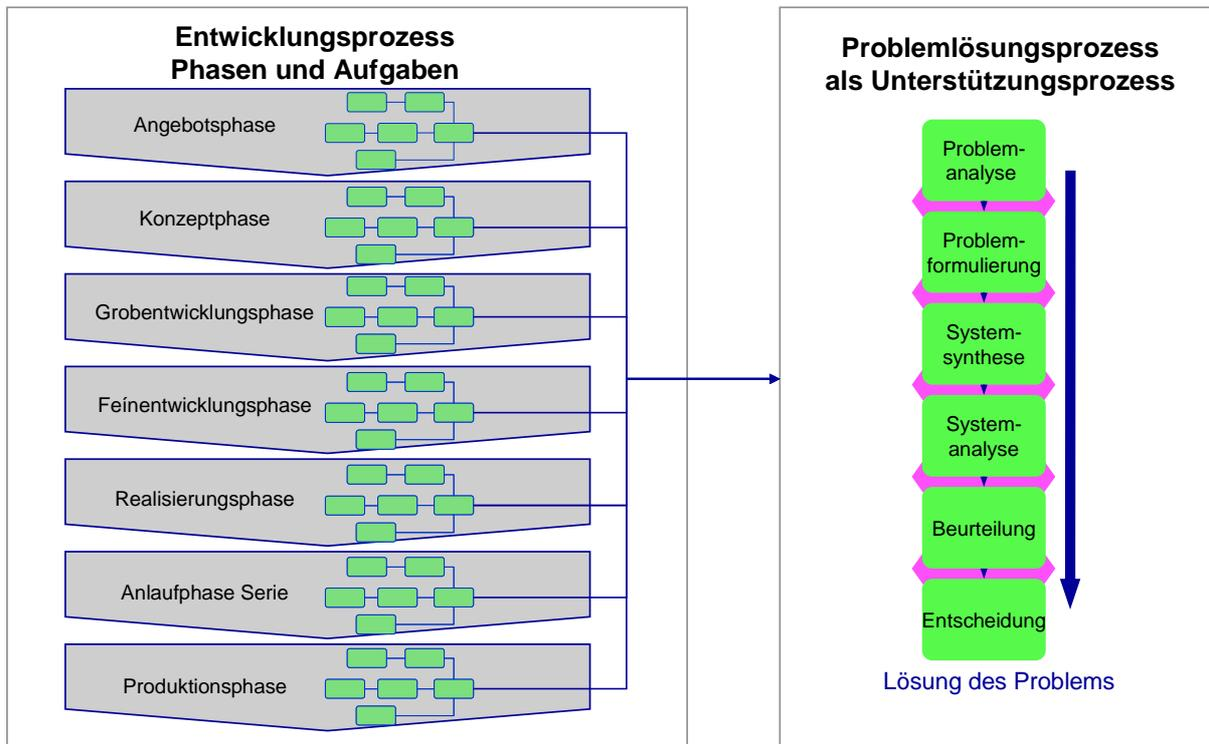 Entwicklungsprozess
Phasen und Aufgaben
Angebotsphase
Konzeptphase
Grobentwicklungsphase
Feínentwicklungsphase
Realisierungsphase
Anlaufphase Serie
Produktionsphase
Problemlösungsprozess
als Unterstützungsprozess
Problem-
analyse
Problem-
formulierung
System-
synthese
System-
analyse
Beurteilung
Entscheidung
Lösung des Problems